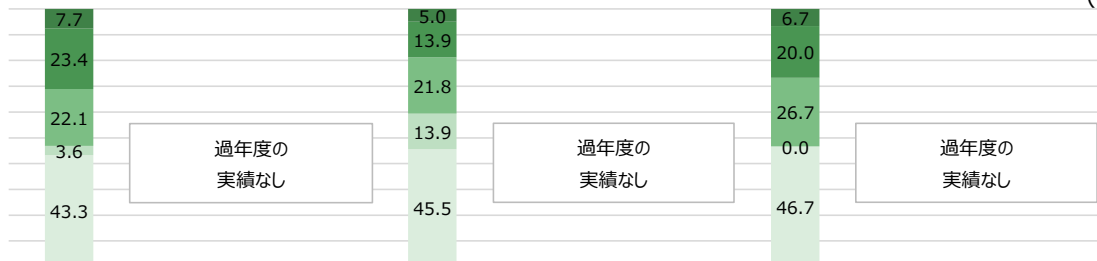 7.7
23.4
22.1
3.6
43.3
過年度の
実績なし
5.0
13.9
21.8
13.9
45.5
過年度の
実績なし
6.7
20.0
26.7
0.0
46.7
過年度の
実績なし
(